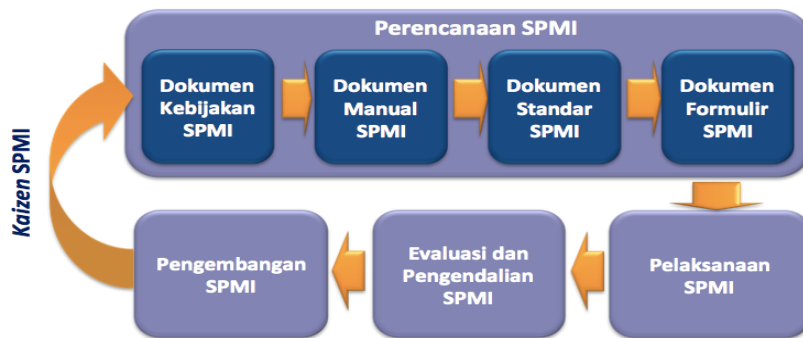 Perencanaan SPMI
Dokumen
Kebijakan
SPMI
Dokumen
Manual
SPMI
Dokumen
Standar
SPMI
Dokumen
Formulir
SPMI
Kaizen SPMI
Pengembangan
SPMI
Evaluasi dan
Pengendalian
SPMI
Pelaksanaan
SPMI